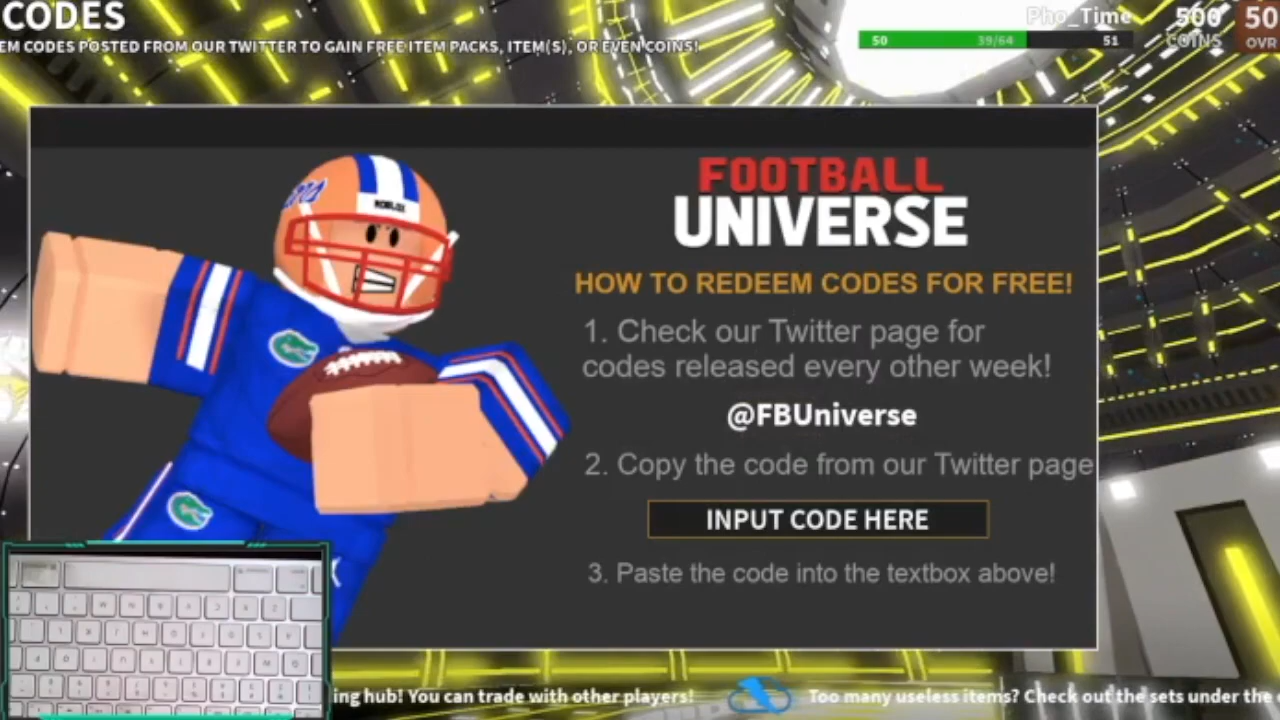 CODES
EM CODES POSTED FROM OUR TWITTER TO GAIN FREE ITEM PACKS, ITEM(S), OR EVEN COINS!
Pho_Time
500
COINS
50
OVR
50
39/64
51
ROBLOX
FOOTBALL
UNIVERSE
HOW TO REDEEM CODES FOR FREE!
1. Check our Twitter page for
codes released every other week!
@FBUniverse
2. Copy the code from our Twitter page
INPUT CODE HERE
3. Paste the code into the textbox above!
ing hub! You can trade with other players!
Too many useless items? Check out the sets under the